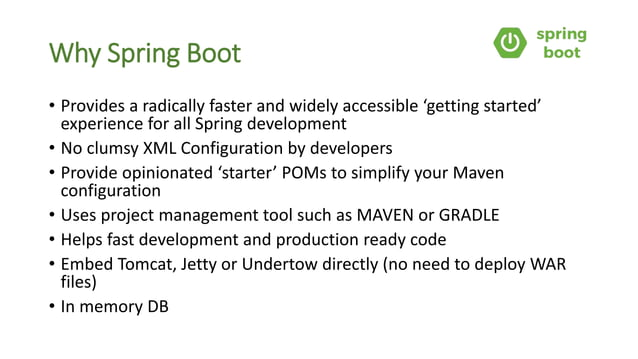 Why Spring Boot
spring
boot
• Provides a radically faster and widely accessible ‘getting started’
experience for all Spring development
• No clumsy XML Configuration by developers
• Provide opinionated ‘starter’ POMs to simplify your Maven
configuration
• Uses project management tool such as MAVEN or GRADLE
• Helps fast development and production ready code
• Embed Tomcat, Jetty or Undertow directly (no need to deploy WAR
files)
• In memory DB